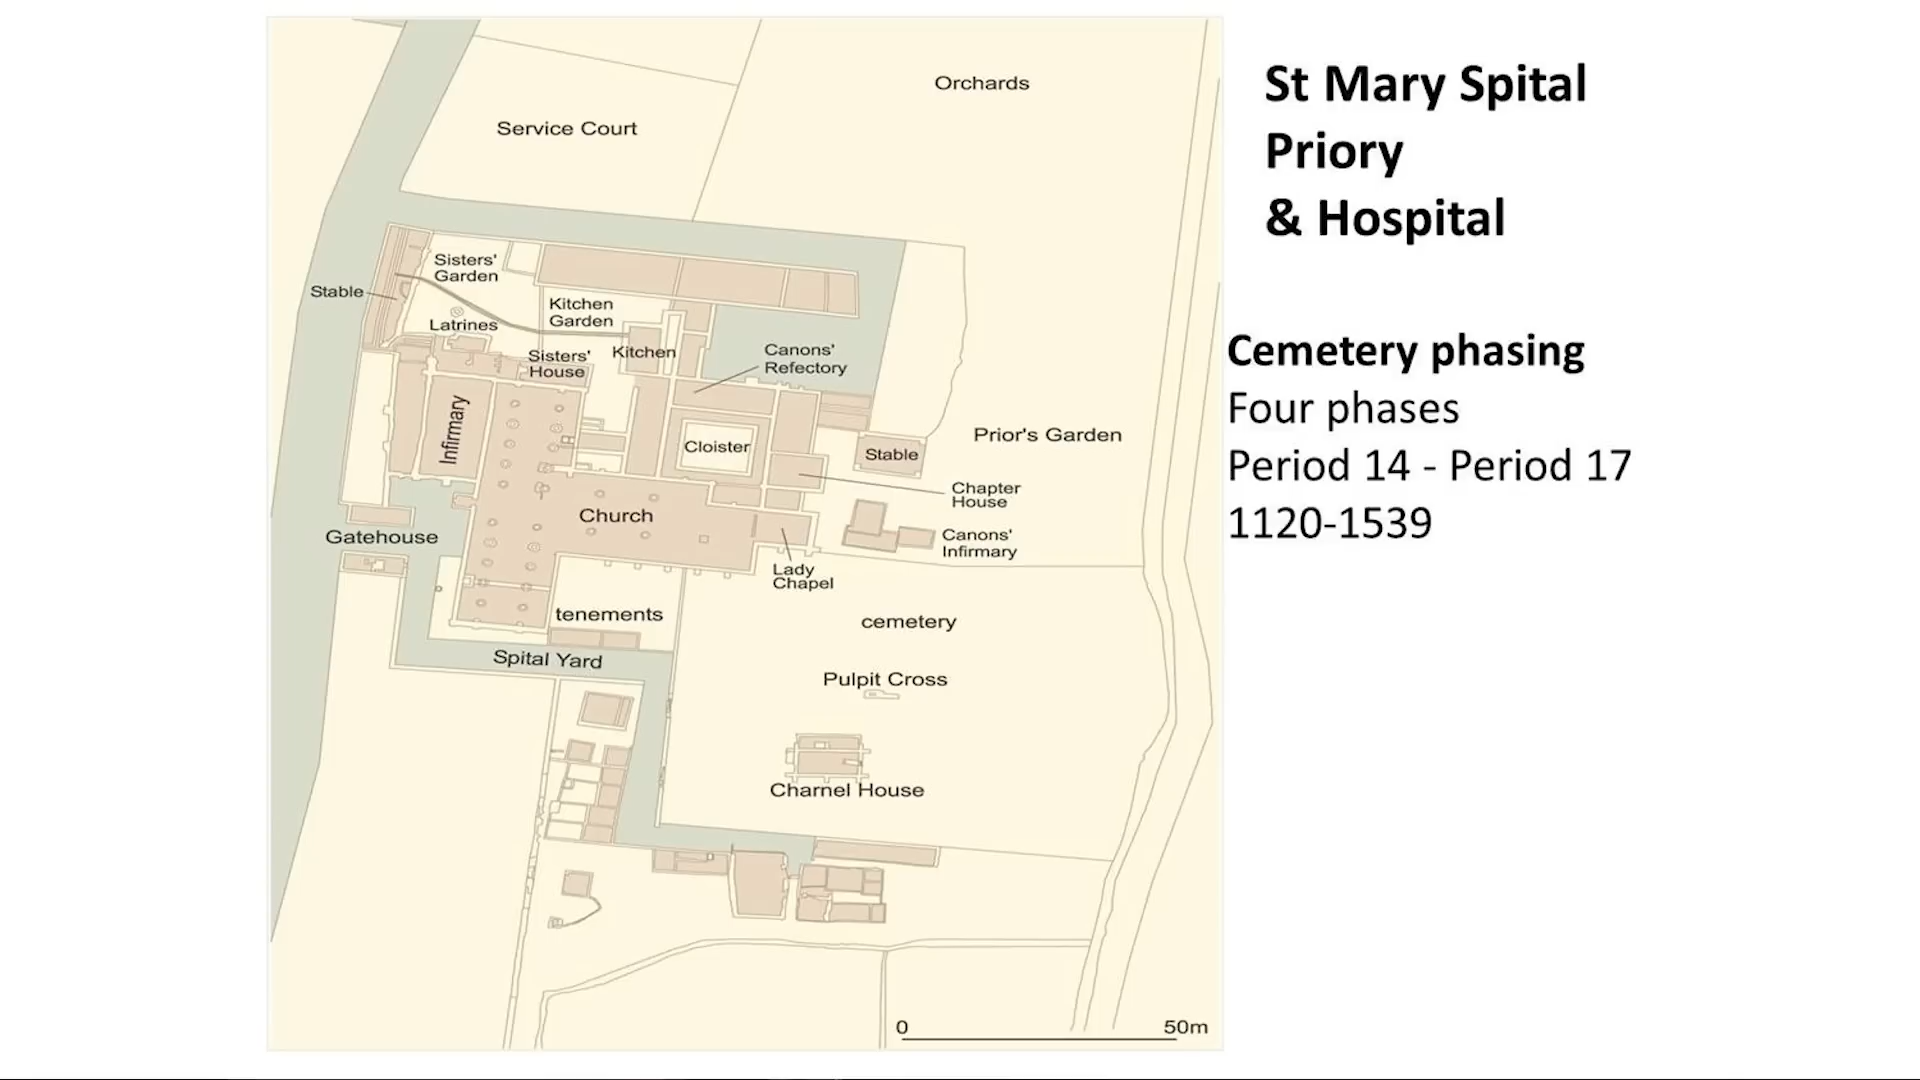 St Mary Spital
Priory
& Hospital
Cemetery phasing
Four phases
Period 14 - Period 17
1120-1539
Orchards
Service Court
Sisters'
Garden
Stable
Kitchen
Garden
Latrines
Sisters'
House
Kitchen
Canons'
Refectory
Infirmary
Cloister
Stable
Prior's Garden
Chapter
House
Church
Gatehouse
Canons'
Infirmary
Lady
Chapel
tenements
cemetery
Spital Yard
Pulpit Cross
Charnel House
0 50m